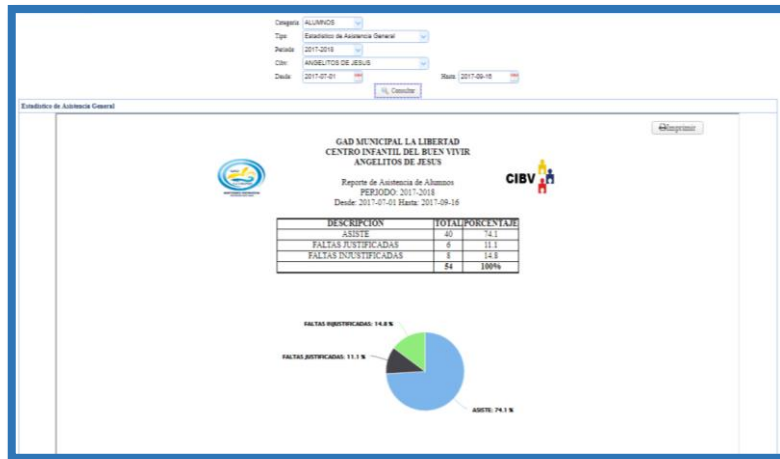 Categoria: ALUMNOS
Tipo: Estadistico de Asistencia General
Periodo: 2017-2018
Cibv: ANGELITOS DE JESUS
Desde: 2017-07-01 Hasta: 2017-09-16
Consultar
Estadistico de Asistencia General
Imprimir
GAD MUNICIPAL LA LIBERTAD
CENTRO INFANTIL DEL BUEN VIVIR
ANGELITOS DE JESUS
CIBV
Reporte de Asistencia de Alumnos
PERIODO: 2017-2018
Desde: 2017-07-01 Hasta: 2017-09-16
DESCRIPCION TOTAL PORCENTAJE
ASISTE 40 74.1
FALTAS JUSTIFICADAS 6 11.1
FALTAS INJUSTIFICADAS 8 14.8
54 100%
FALTAS INJUSTIFICADAS: 14.8 %
FALTAS JUSTIFICADAS: 11.1 %
ASISTE: 74.1 %